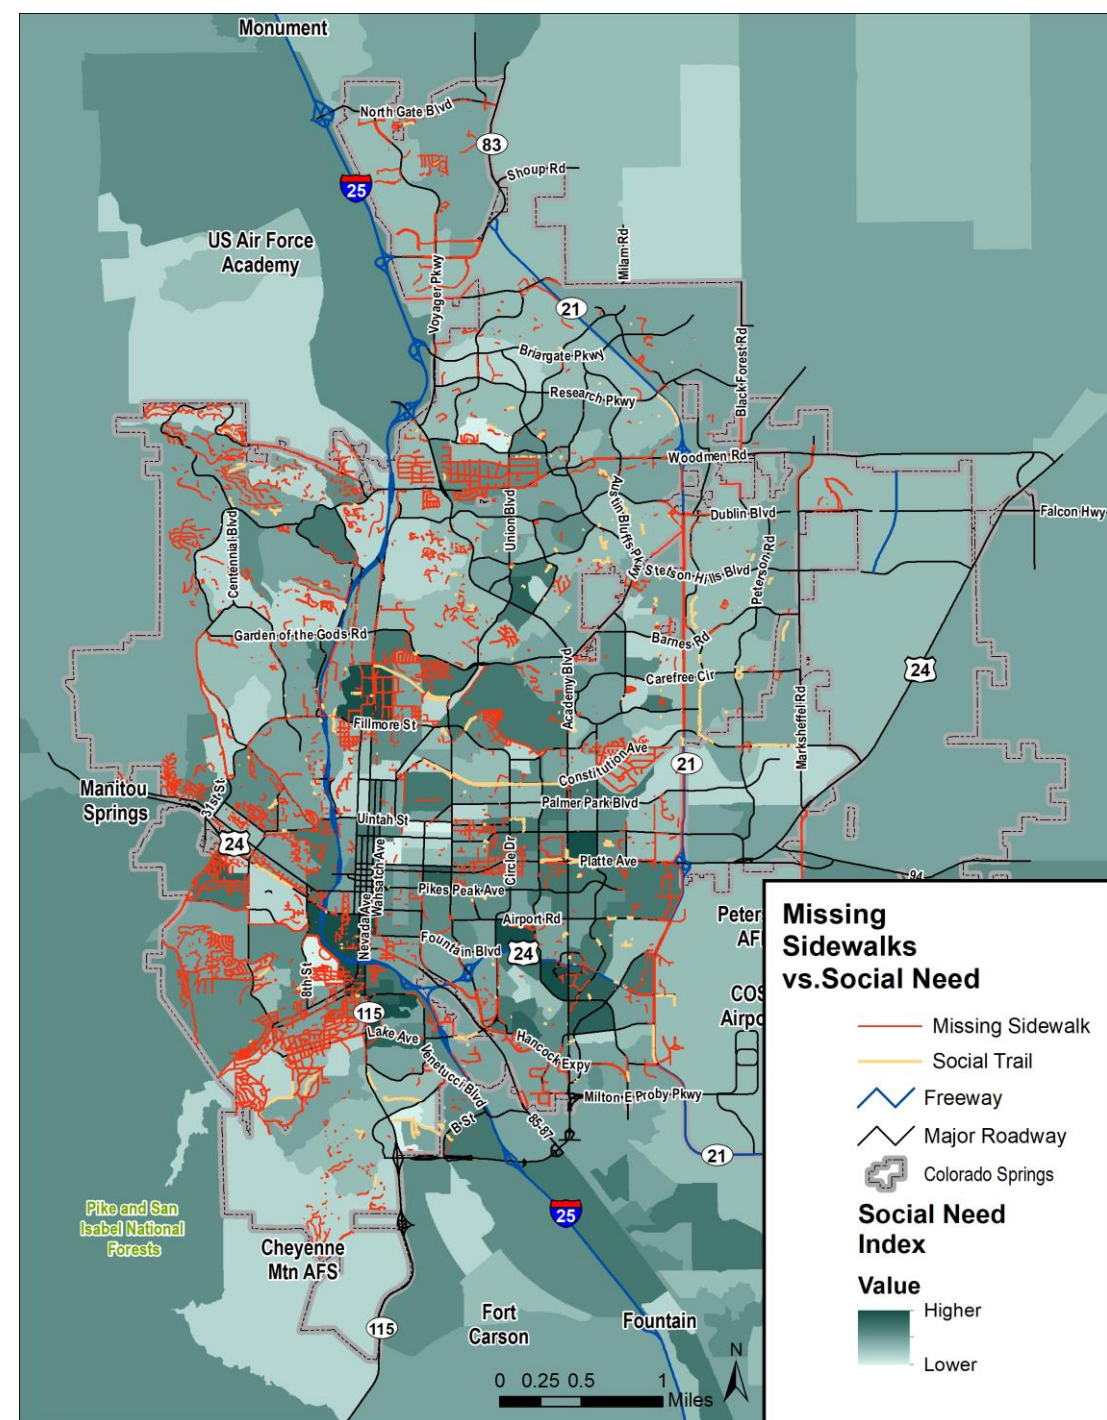 Monument
North Gate Blvd
83
Shoup Rd
25
US Air Force
Academy
Milam Rd
Voyager Pkwy
21
Briargate Pkwy
Black Forest Rd
Research Pkwy
Woodmen Rd
Austin Bluffs Pkwy
Union Blvd
Dublin Blvd
Falcon Hwy
Centennial Blvd
Stetson Hills Blvd
Peterson Rd
Garden of the Gods Rd
Barnes Rd
Academy Blvd
Carefree Cir
24
Marksheffel Rd
Fillmore St
Constitution Ave
21
Manitou
Springs
31st St
Palmer Park Blvd
Uintah St
24
Wahsatch Ave
Circle Dr
Platte Ave
94
Pikes Peak Ave
Nevada Ave
Airport Rd
Fountain Blvd
24
8th St
115
Lake Ave
Venetucci Blvd
Hancock Expy
Milton E Proby Pkwy
B St
85-87
21
25
Pike and San
Isabel National
Forests
Cheyenne
Mtn AFS
Fort
Carson
115
Fountain
Peters
AF
COS
Airpo
Missing
Sidewalks
vs.Social Need
Missing Sidewalk
Social Trail
Freeway
Major Roadway
Colorado Springs
Social Need
Index
Value
Higher
Lower
N
0 0.25 0.5 1
Miles